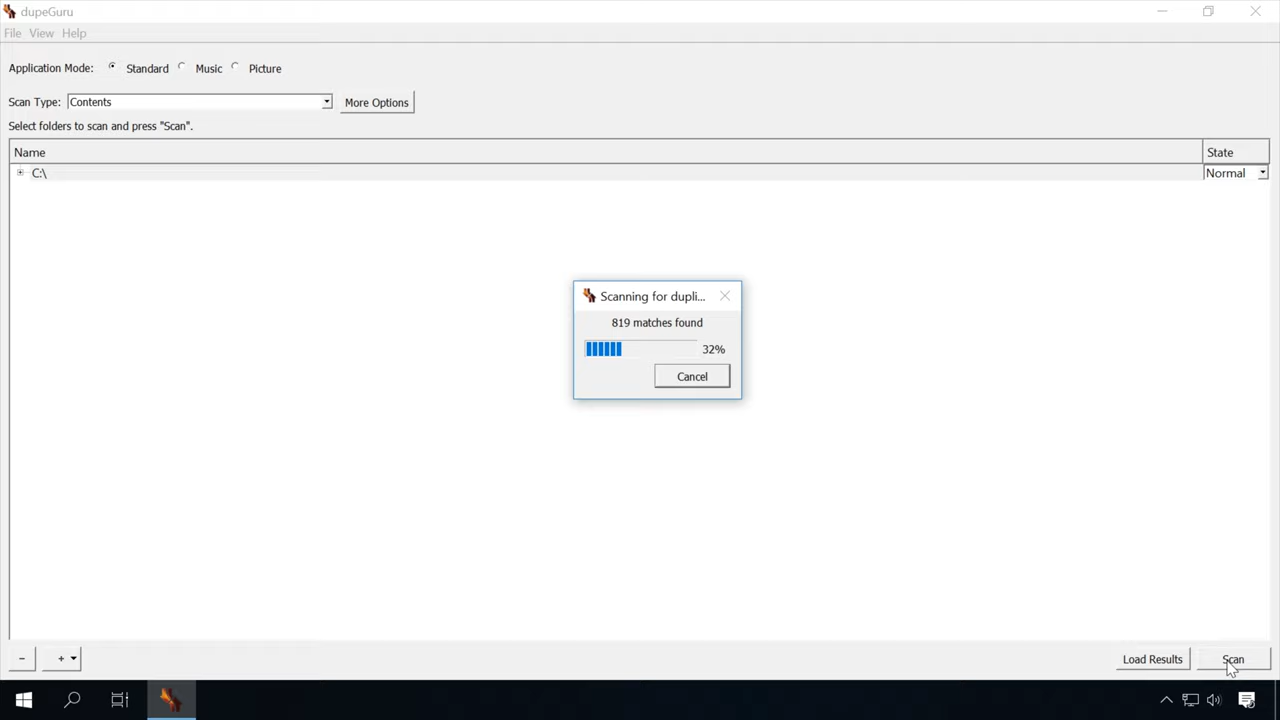 dupeGuru
File View Help
Application Mode: Standard Music Picture
Scan Type: Contents More Options
Select folders to scan and press "Scan".
Name State
C:\ Normal
Scanning for dupli...
819 matches found
32%
Cancel
- + Load Results Scan